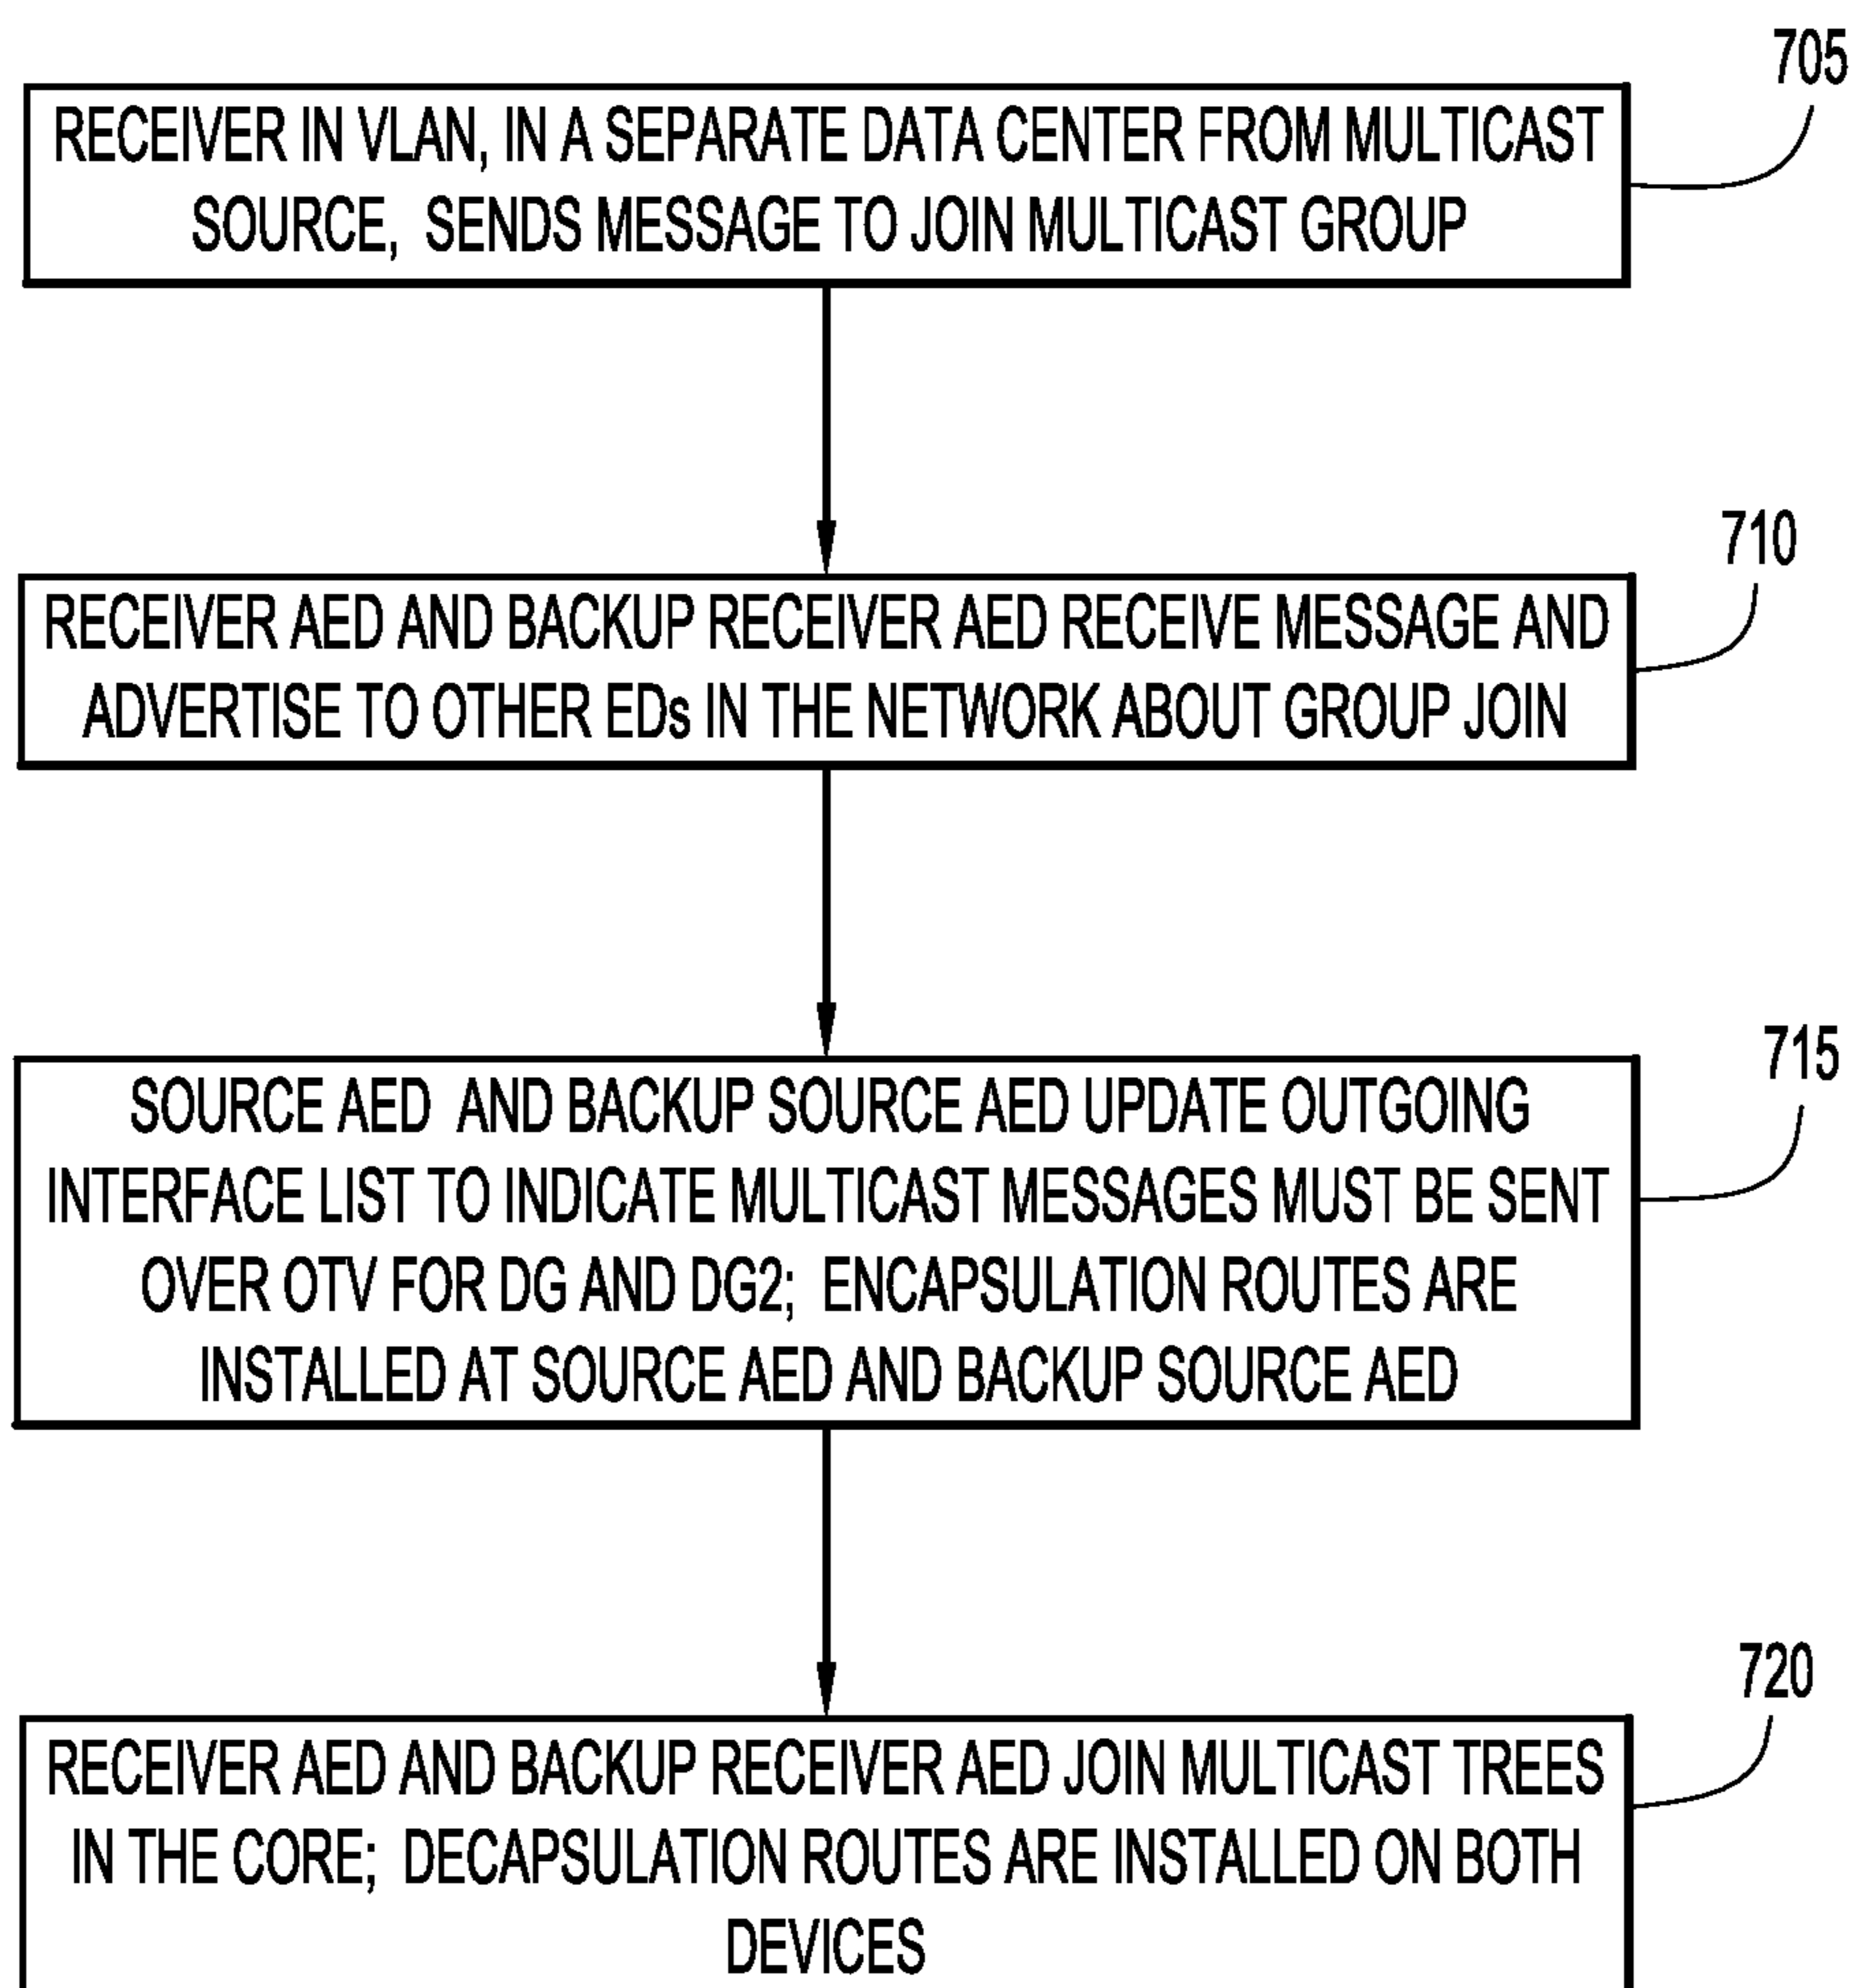 705
RECEIVER IN VLAN, IN A SEPARATE DATA CENTER FROM MULTICAST
SOURCE, SENDS MESSAGE TO JOIN MULTICAST GROUP
710
RECEIVER AED AND BACKUP RECEIVER AED RECEIVE MESSAGE AND
ADVERTISE TO OTHER EDs IN THE NETWORK ABOUT GROUP JOIN
715
SOURCE AED AND BACKUP SOURCE AED UPDATE OUTGOING
INTERFACE LIST TO INDICATE MULTICAST MESSAGES MUST BE SENT
OVER OTV FOR DG AND DG2; ENCAPSULATION ROUTES ARE
INSTALLED AT SOURCE AED AND BACKUP SOURCE AED
720
RECEIVER AED AND BACKUP RECEIVER AED JOIN MULTICAST TREES
IN THE CORE; DECAPSULATION ROUTES ARE INSTALLED ON BOTH
DEVICES